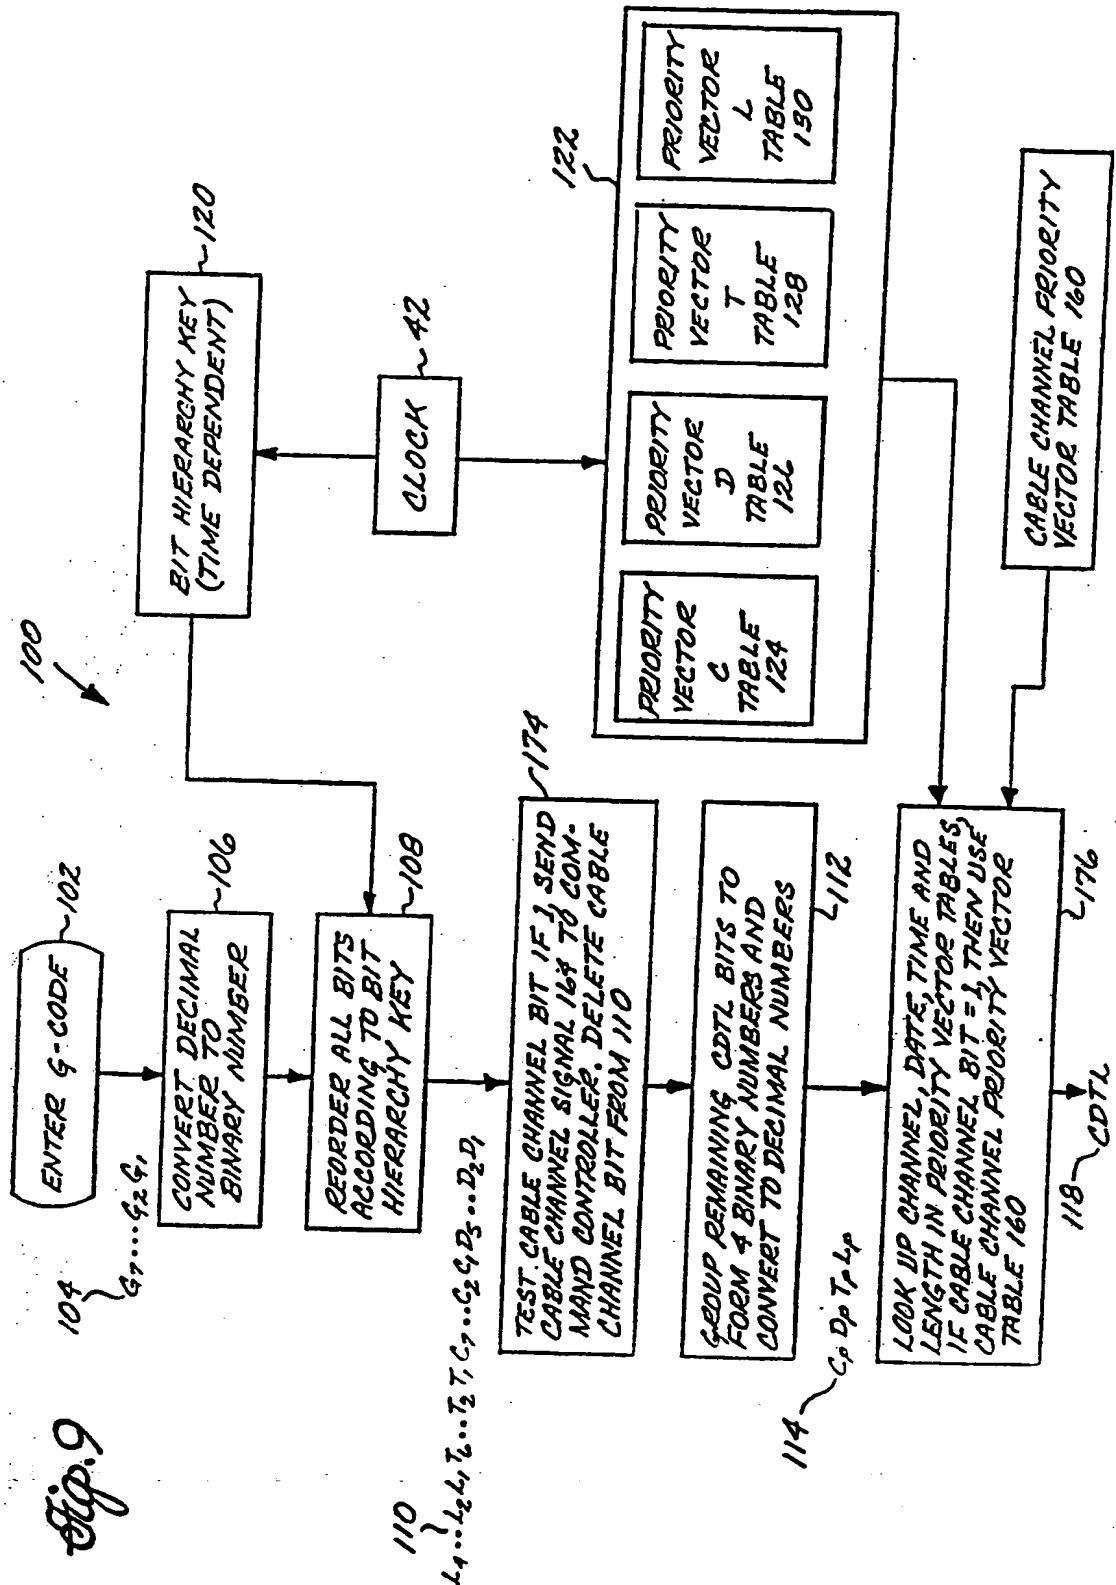 Fig. 9
100
ENTER G-CODE
102
104
G7...G2G1
CONVERT DECIMAL
NUMBER TO
BINARY NUMBER
106
REORDER ALL BITS
ACCORDING TO BIT
HIERARCHY KEY
108
BIT HIERARCHY KEY
(TIME DEPENDENT)
120
CLOCK
42
110
L4...L2L1T6...T2T1C7...C2C1D5...D2D1
TEST CABLE CHANNEL BIT IF 1, SEND
CABLE CHANNEL SIGNAL 164 TO COM-
MAND CONTROLLER. DELETE CABLE
CHANNEL BIT FROM 110
174
GROUP REMAINING CDTL BITS TO
FORM 4 BINARY NUMBERS AND
CONVERT TO DECIMAL NUMBERS
112
114
CpDpTpLp
122
PRIORITY
VECTOR
C
TABLE
124
PRIORITY
VECTOR
D
TABLE
126
PRIORITY
VECTOR
T
TABLE
128
PRIORITY
VECTOR
L
TABLE
130
LOOK UP CHANNEL, DATE, TIME AND
LENGTH IN PRIORITY VECTOR TABLES,
IF CABLE CHANNEL BIT = 1, THEN USE
CABLE CHANNEL PRIORITY VECTOR
TABLE 160
176
CABLE CHANNEL PRIORITY
VECTOR TABLE 160
118
CDTL